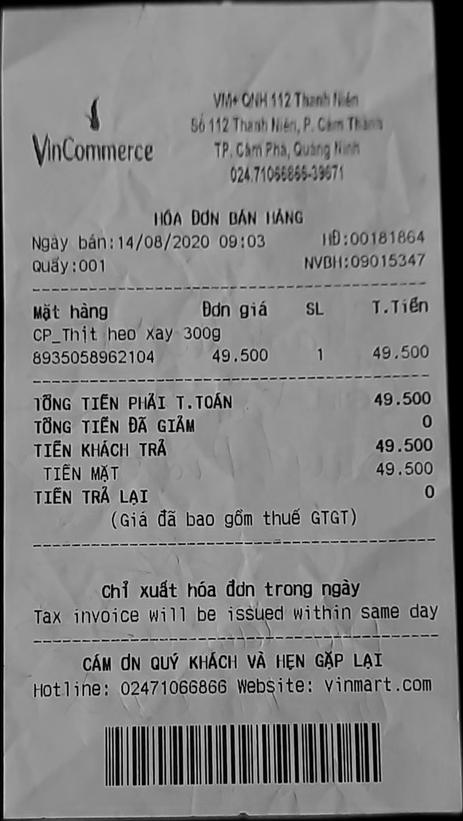 VinCommerce
VM+ QNH 112 Thanh Niên
Số 112 Thanh Niên, P. Cẩm Thành
TP. Cẩm Phả, Quảng Ninh
024.71066866-39671
HÓA ĐƠN BÁN HÀNG
Ngày bán:14/08/2020 09:03 HĐ:00181864
Quầy:001 NVBH:09015347
Mặt hàng Đơn giá SL T.Tiền
CP_Thịt heo xay 300g
8935058962104 49.500 1 49.500
TỔNG TIỀN PHẢI T.TOÁN 49.500
TỔNG TIỀN ĐÃ GIẢM 0
TIỀN KHÁCH TRẢ 49.500
TIỀN MẶT 49.500
TIỀN TRẢ LẠI 0
(Giá đã bao gồm thuế GTGT)
Chỉ xuất hóa đơn trong ngày
Tax invoice will be issued within same day
CẢM ƠN QUÝ KHÁCH VÀ HẸN GẶP LẠI
Hotline: 02471066866 Website: vinmart.com